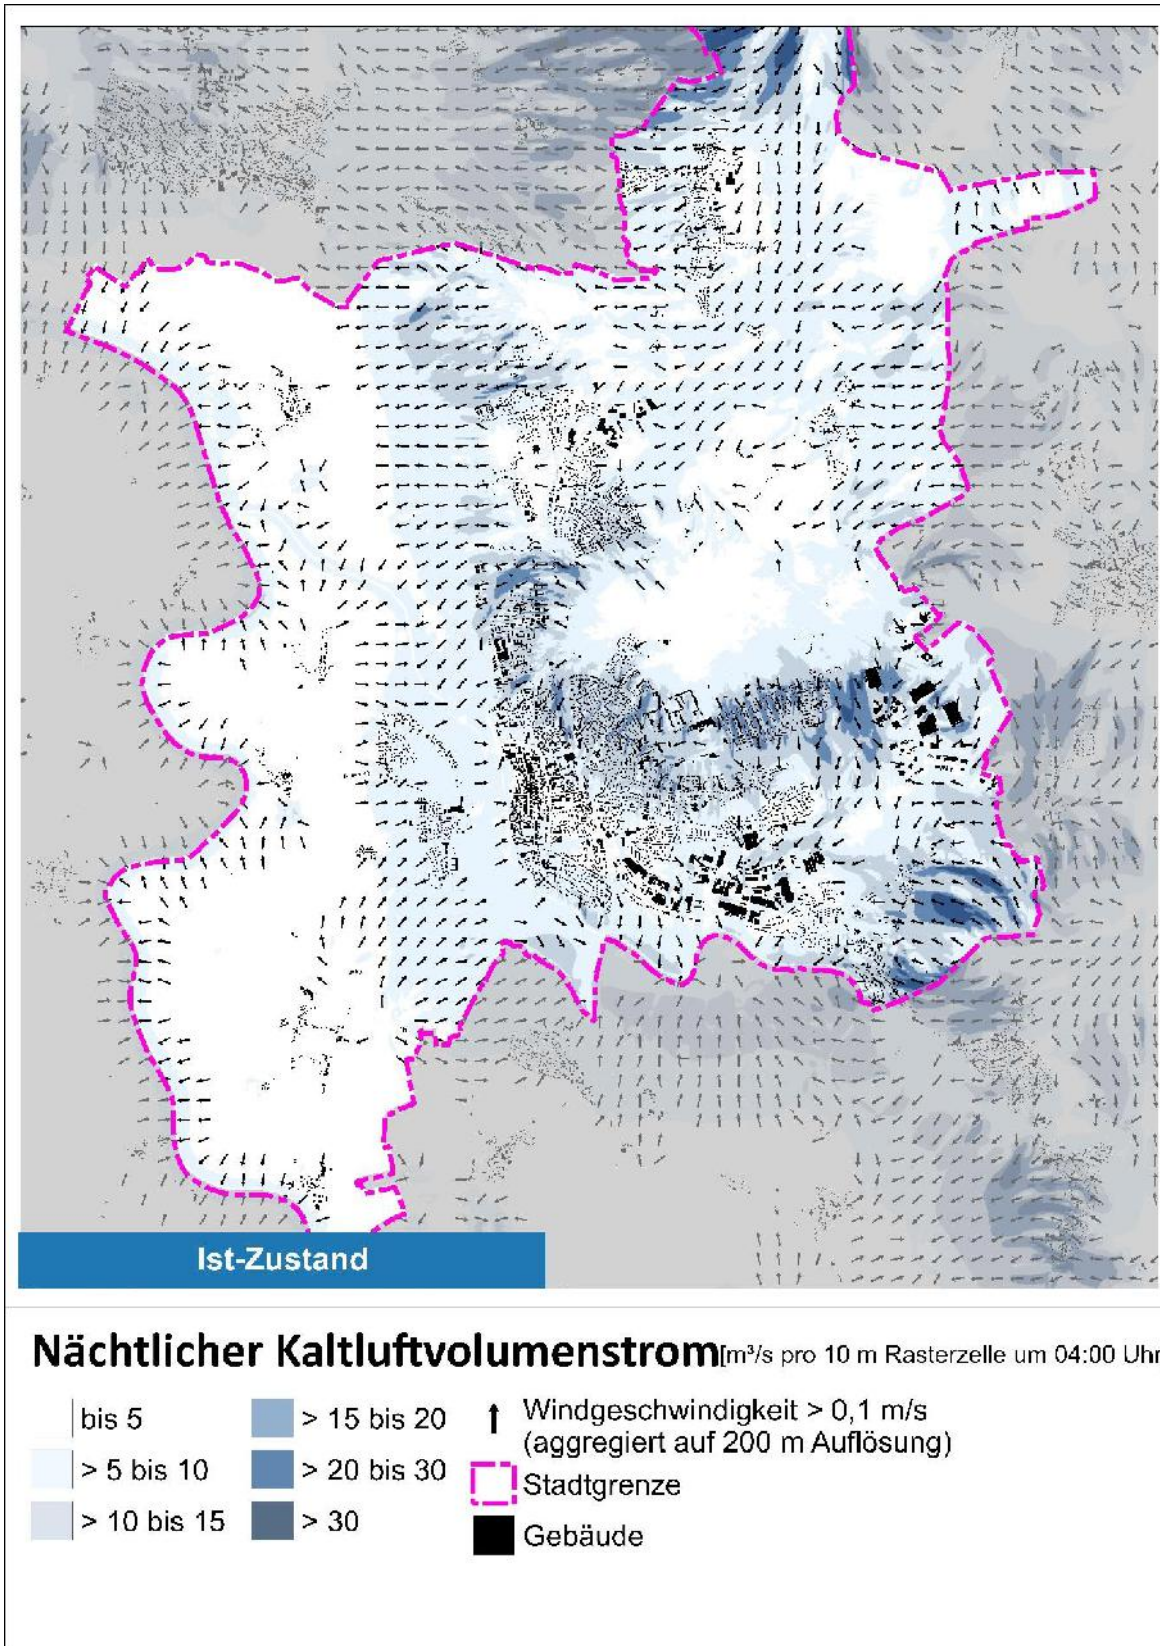 Ist-Zustand
Nächtlicher Kaltluftvolumenstrom [m³/s pro 10 m Rasterzelle um 04:00 Uhr
bis 5
> 5 bis 10
> 10 bis 15
> 15 bis 20
> 20 bis 30
> 30
Windgeschwindigkeit > 0,1 m/s
(aggregiert auf 200 m Auflösung)
Stadtgrenze
Gebäude